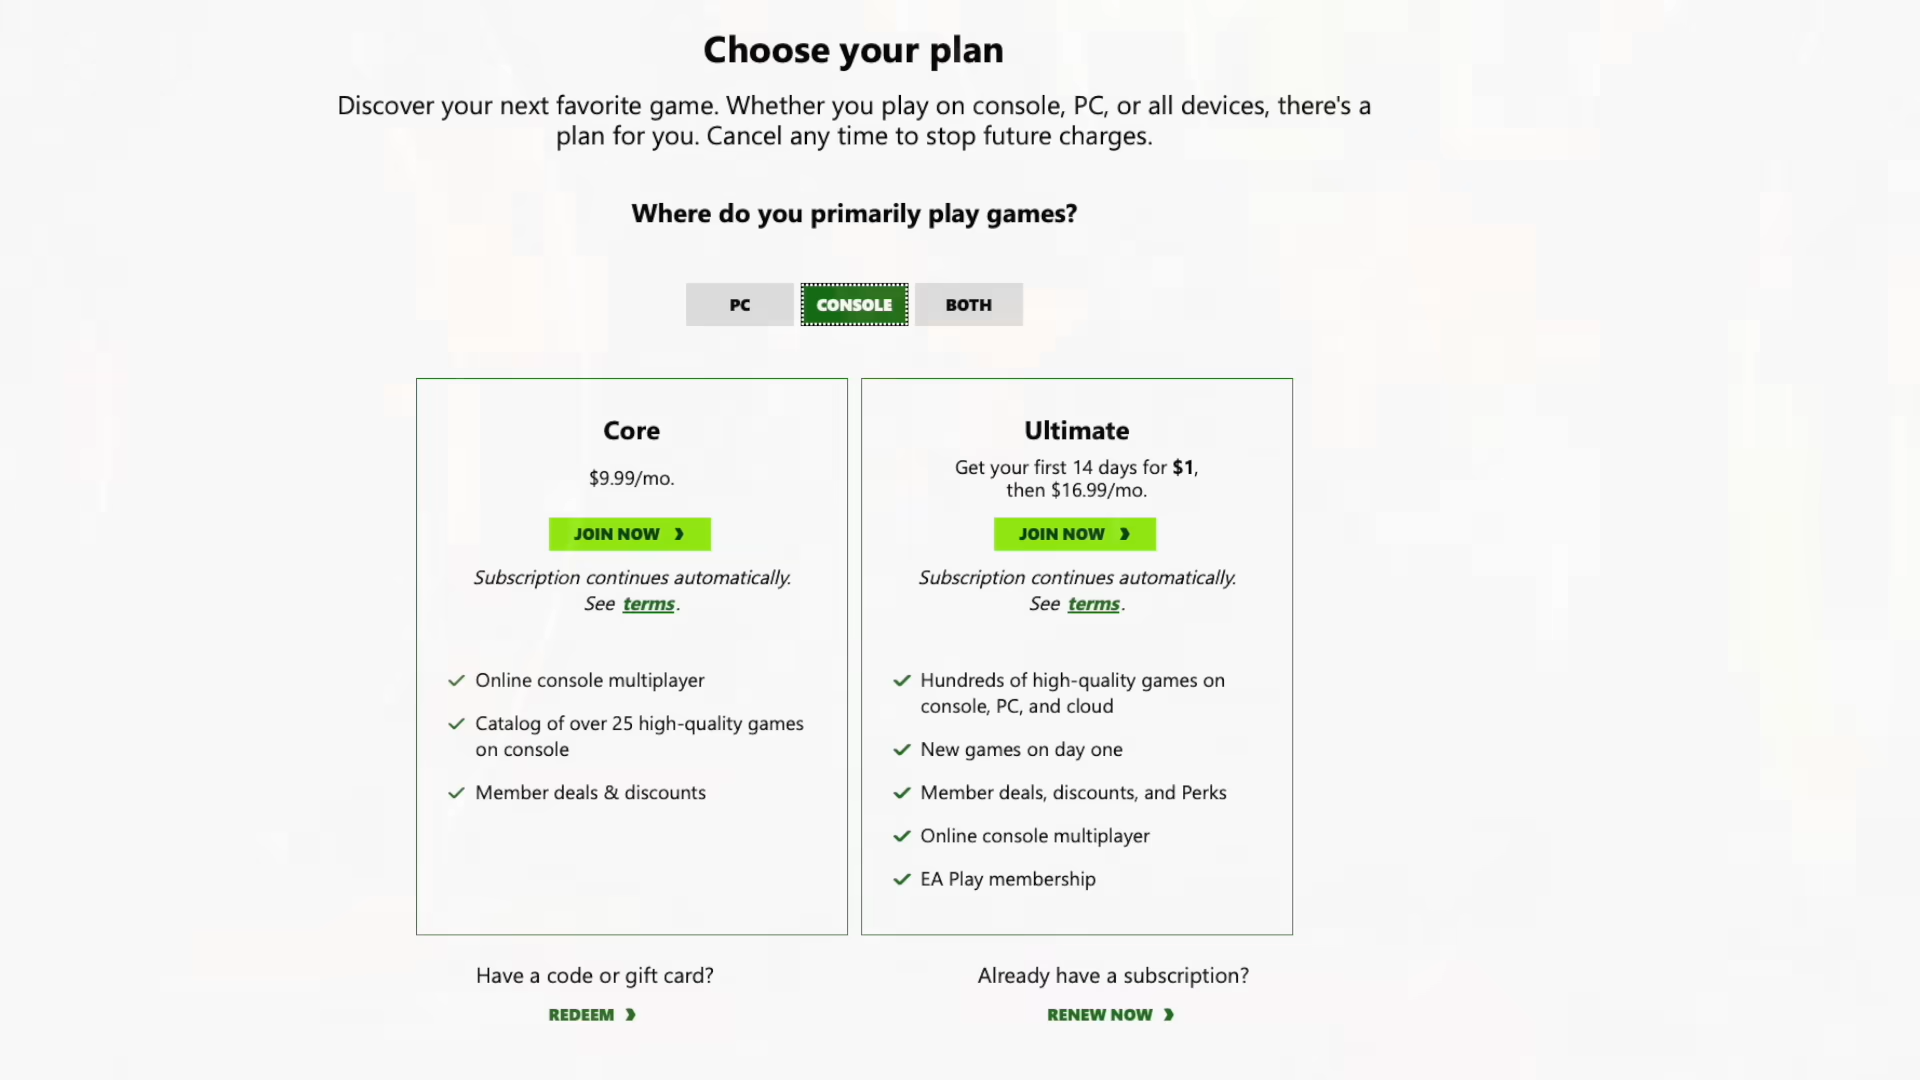 Choose your plan
Discover your next favorite game. Whether you play on console, PC, or all devices, there's a
plan for you. Cancel any time to stop future charges.
Where do you primarily play games?
PC
CONSOLE
BOTH
Core
$9.99/mo.
JOIN NOW
Subscription continues automatically.
See terms.
Online console multiplayer
Catalog of over 25 high-quality games
on console
Member deals & discounts
Ultimate
Get your first 14 days for $1,
then $16.99/mo.
JOIN NOW
Subscription continues automatically.
See terms.
Hundreds of high-quality games on
console, PC, and cloud
New games on day one
Member deals, discounts, and Perks
Online console multiplayer
EA Play membership
Have a code or gift card?
REDEEM
Already have a subscription?
RENEW NOW